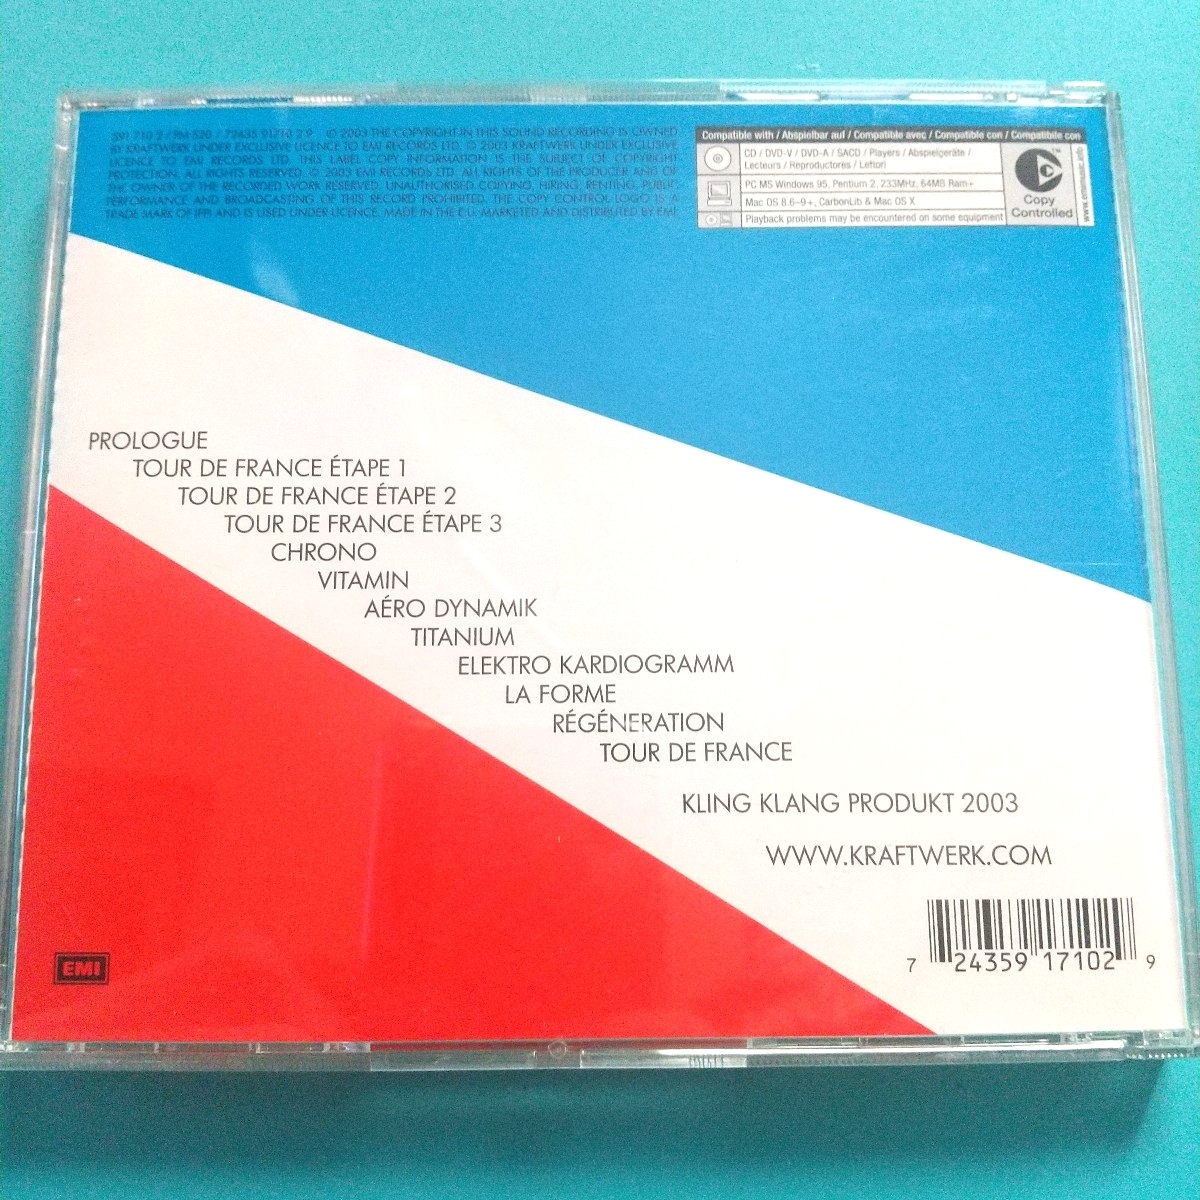 591 710 2 / PM 520 / 72435 91710 2 9 ℗ 2003 THE COPYRIGHT IN THIS SOUND RECORDING IS OWNED
BY KRAFTWERK UNDER EXCLUSIVE LICENCE TO EMI RECORDS LTD. © 2003 KRAFTWERK UNDER EXCLUSIVE
LICENCE TO EMI RECORDS LTD. THIS LABEL COPY INFORMATION IS THE SUBJECT OF COPYRIGHT
PROTECTION. ALL RIGHTS RESERVED. © 2003 EMI RECORDS LTD. ALL RIGHTS OF THE PRODUCER AND OF
THE OWNER OF THE RECORDED WORK RESERVED. UNAUTHORISED COPYING, HIRING, RENTING, PUBLIC
PERFORMANCE AND BROADCASTING OF THIS RECORD PROHIBITED. THE COPY CONTROL LOGO IS A
TRADE MARK OF IFPI AND IS USED UNDER LICENCE. MADE IN THE E.U. MARKETED AND DISTRIBUTED BY EMI.
Compatible with / Abspielbar auf / Compatible avec / Compatible con / Compatibile con
CD / DVD-V / DVD-A / SACD / Players / Abspielgeräte /
Lecteurs / Reproductores / Lettori
PC MS Windows 95, Pentium 2, 233MHz, 64MB Ram+
Mac OS 8.6-9+, CarbonLib & Mac OS X
Playback problems may be encountered on some equipment
TM
Copy
Controlled
PROLOGUE
TOUR DE FRANCE ÉTAPE 1
TOUR DE FRANCE ÉTAPE 2
TOUR DE FRANCE ÉTAPE 3
CHRONO
VITAMIN
AÉRO DYNAMIK
TITANIUM
ELEKTRO KARDIOGRAMM
LA FORME
RÉGÉNERATION
TOUR DE FRANCE
KLING KLANG PRODUKT 2003
WWW.KRAFTWERK.COM
EMI
7 24359 17102 9